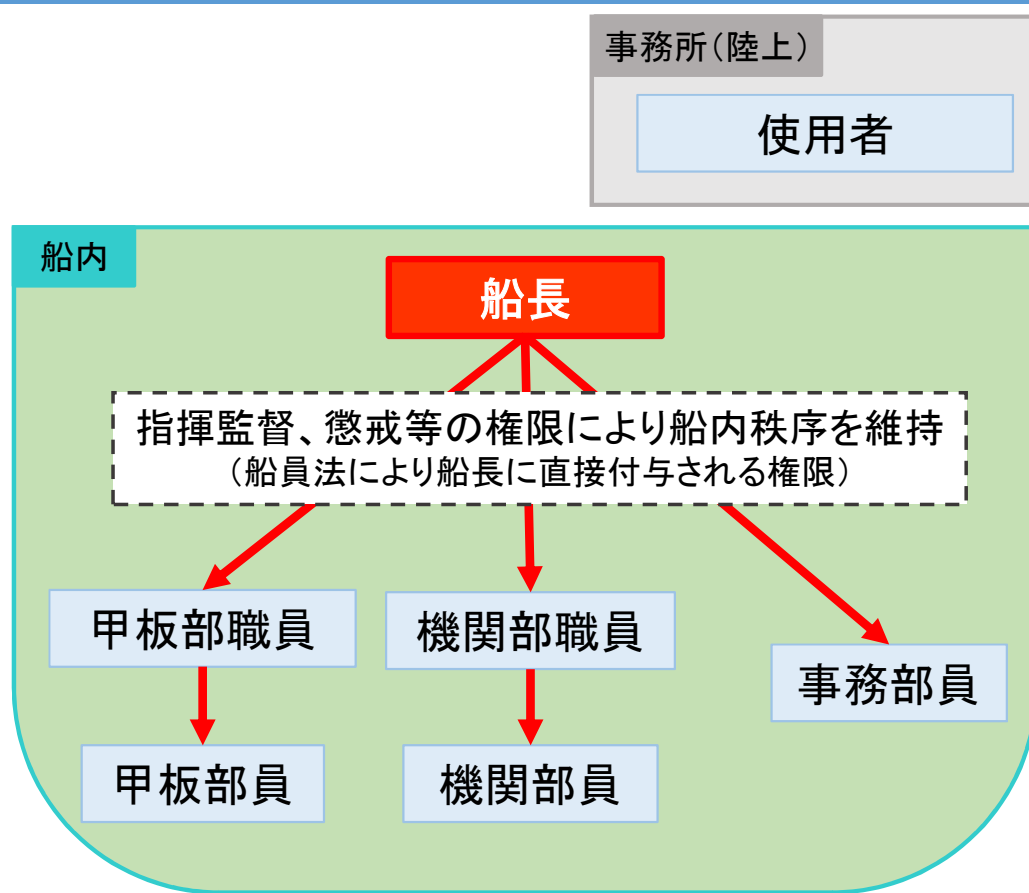 事務所(陸上)
使用者
船内
船長
指揮監督、懲戒等の権限により船内秩序を維持
(船員法により船長に直接付与される権限)
甲板部職員
機関部職員
事務部員
甲板部員
機関部員